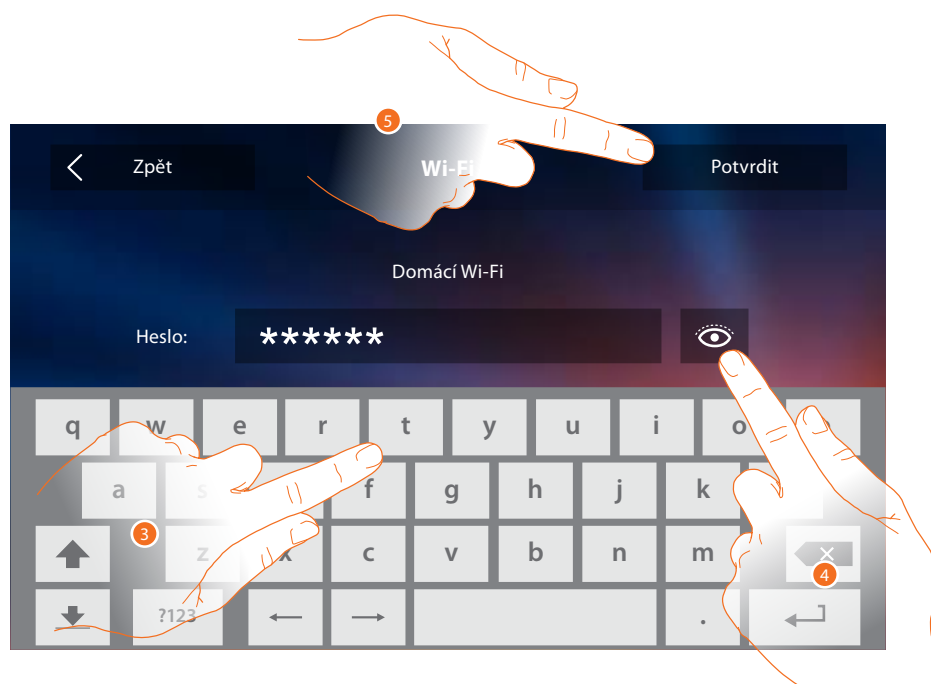 5
Zpět Wi-Fi Potvrdit
Domácí Wi-Fi
Heslo: ******
q w e r t y u i o
a s f g h j k
3 z x c v b n m
4
?123 .